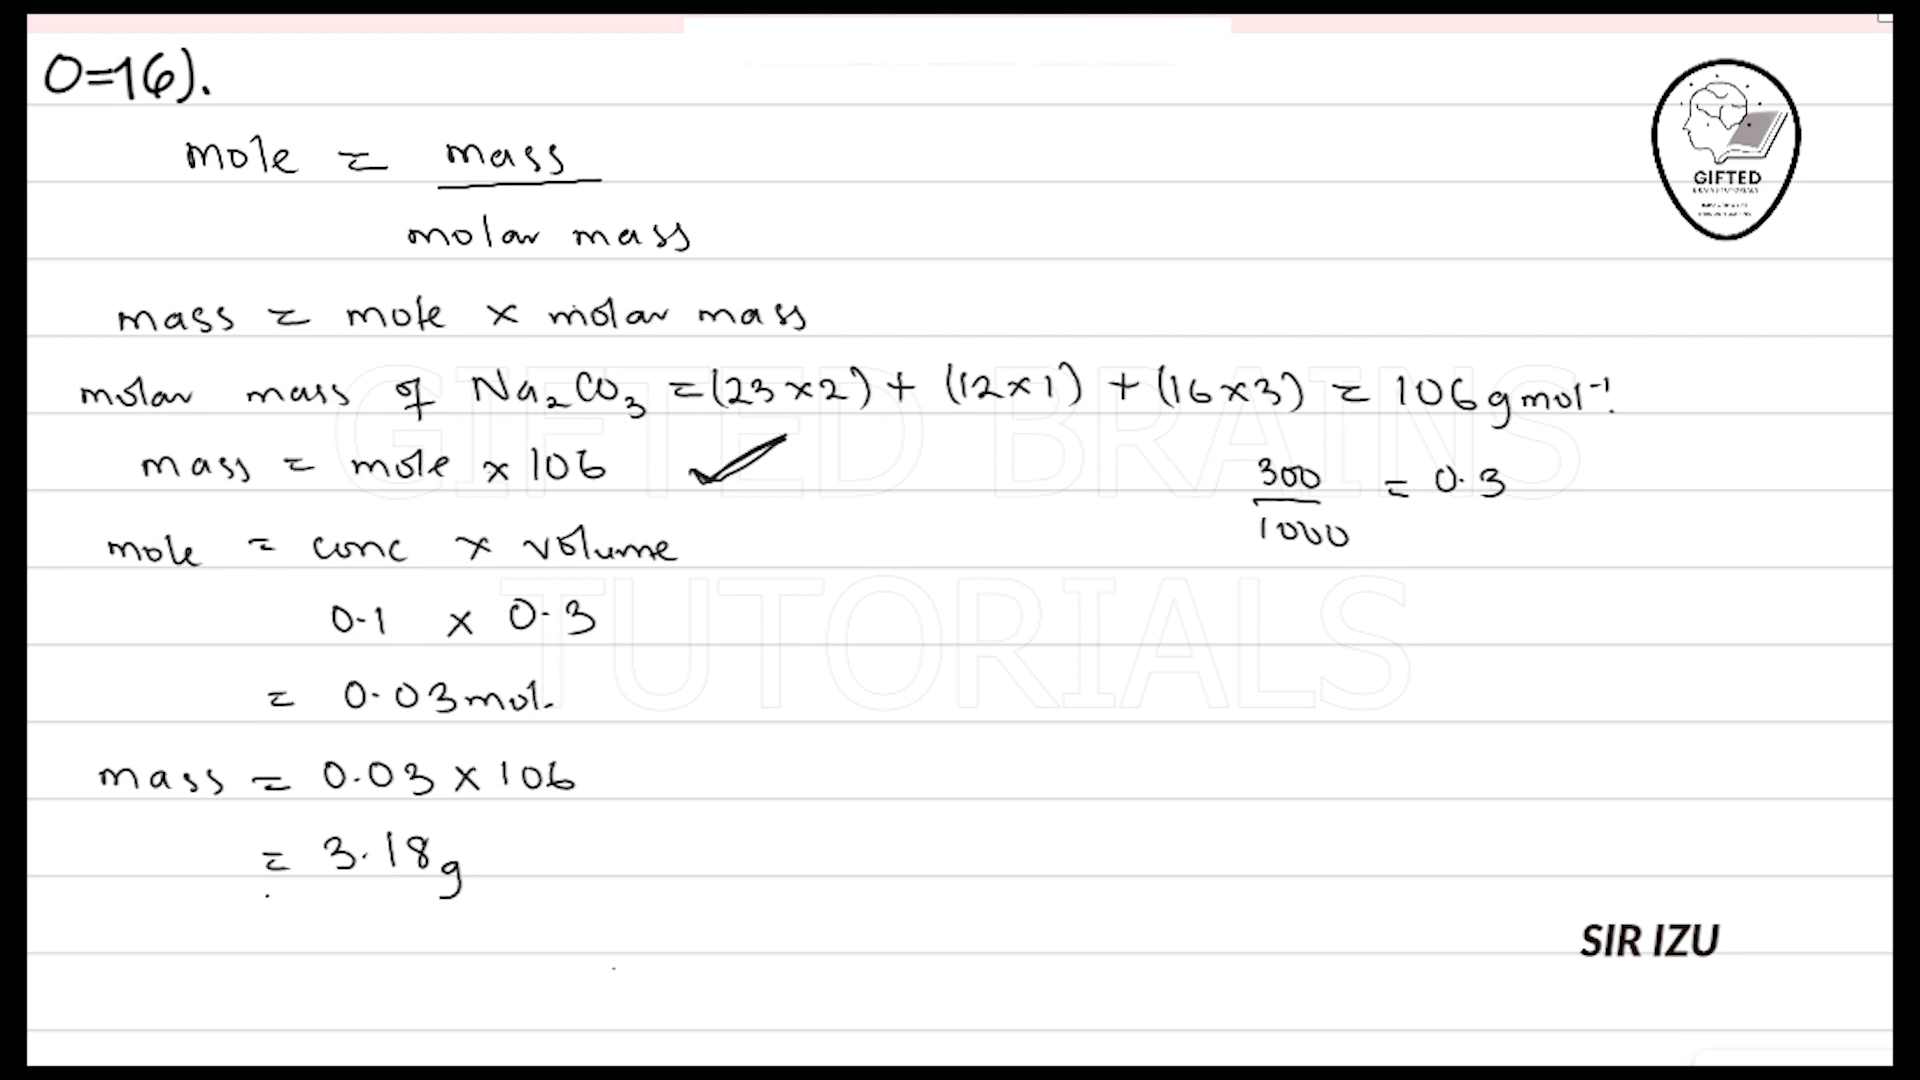 O=16).
mole = mass
molar mass
mass = mole x molar mass
molar mass of Na₂CO₃ = (23x2) + (12x1) + (16x3) = 106gmol⁻¹.
mass = mole x 106 ✓
300
1000
= 0.3
mole = conc x volume
0.1 x 0.3
= 0.03mol.
mass = 0.03 x 106
= 3.18g
GIFTED
GIFTED BRAINS
TUTORIALS
SIR IZU